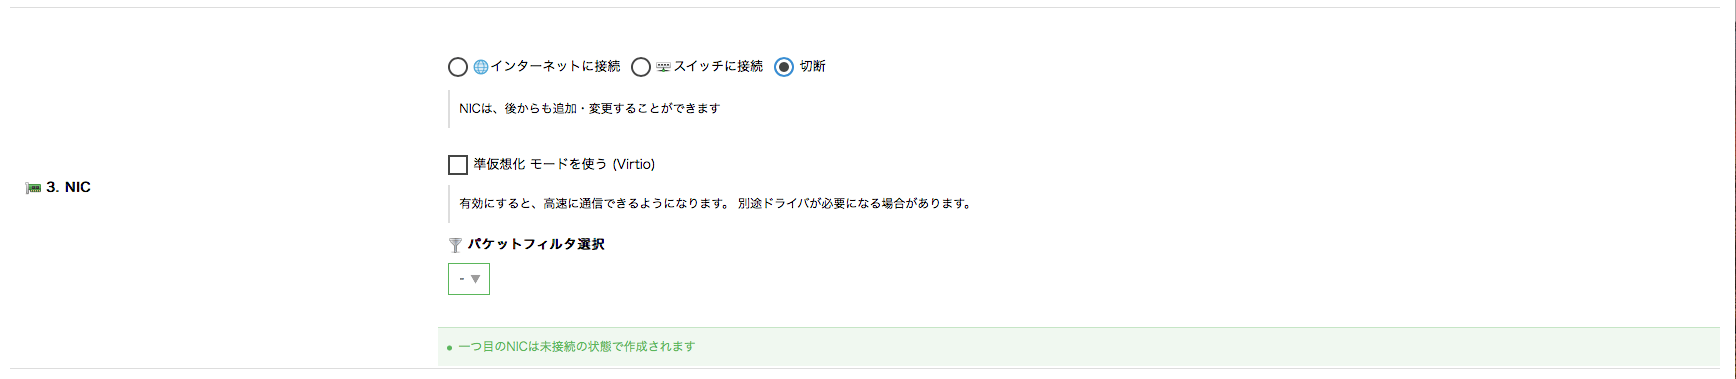 インターネットに接続 スイッチに接続 切断
NICは、後からも追加・変更することができます
準仮想化 モードを使う (Virtio)
3. NIC
有効にすると、高速に通信できるようになります。 別途ドライバが必要になる場合があります。
パケットフィルタ選択
-
一つ目のNICは未接続の状態で作成されます